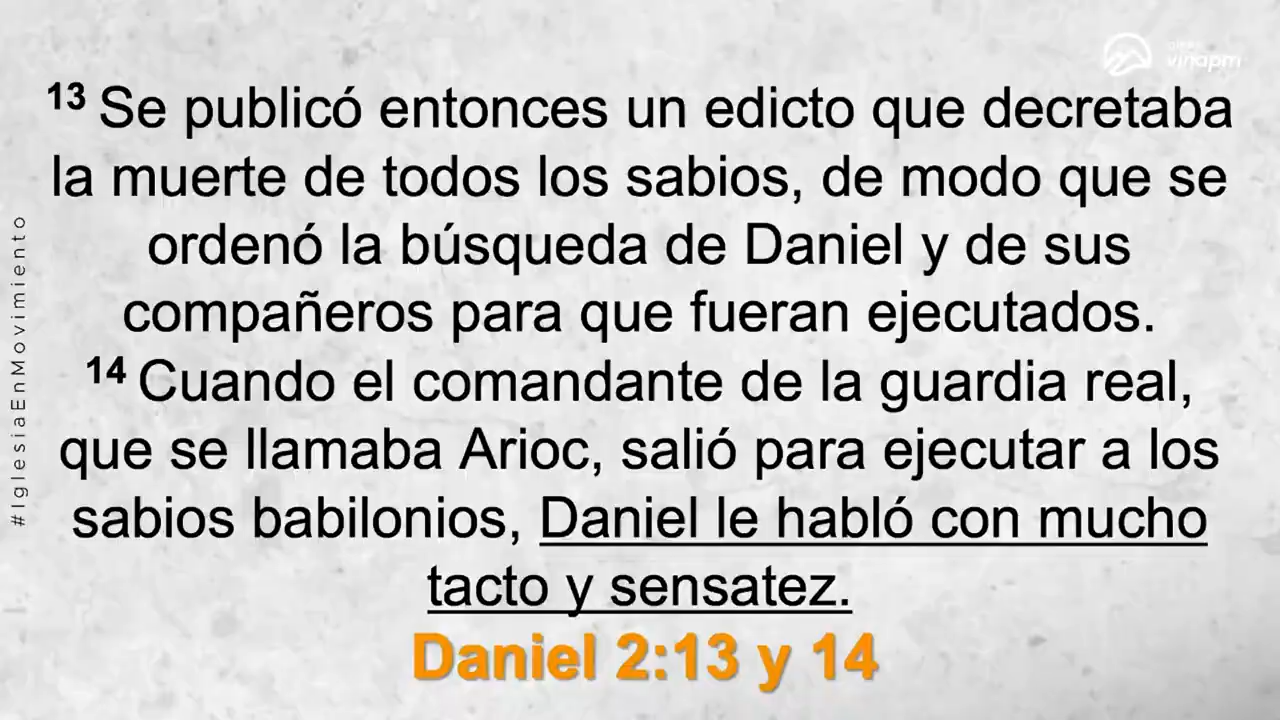 vinapm
13 Se publicó entonces un edicto que decretaba
la muerte de todos los sabios, de modo que se
ordenó la búsqueda de Daniel y de sus
compañeros para que fueran ejecutados.
14 Cuando el comandante de la guardia real,
que se llamaba Arioc, salió para ejecutar a los
sabios babilonios, Daniel le habló con mucho
tacto y sensatez.
Daniel 2:13 y 14
#IglesiaEnMovimiento